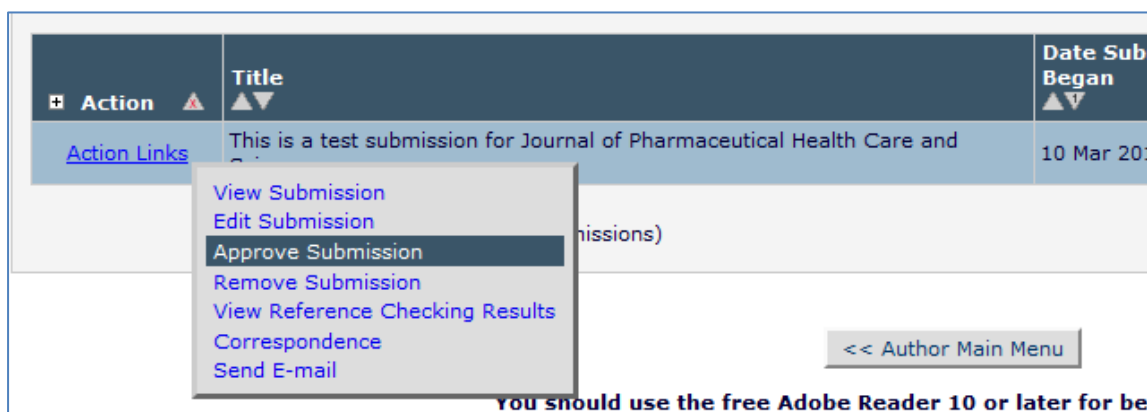 Date Sub
Title Began
Action
Action Links This is a test submission for Journal of Pharmaceutical Health Care and 10 Mar 201
View Submission
Edit Submission
issions)
Approve Submission
Remove Submission
View Reference Checking Results
Correspondence
<< Author Main Menu
Send E-mail
You should use the free Adobe Reader 10 or later for be